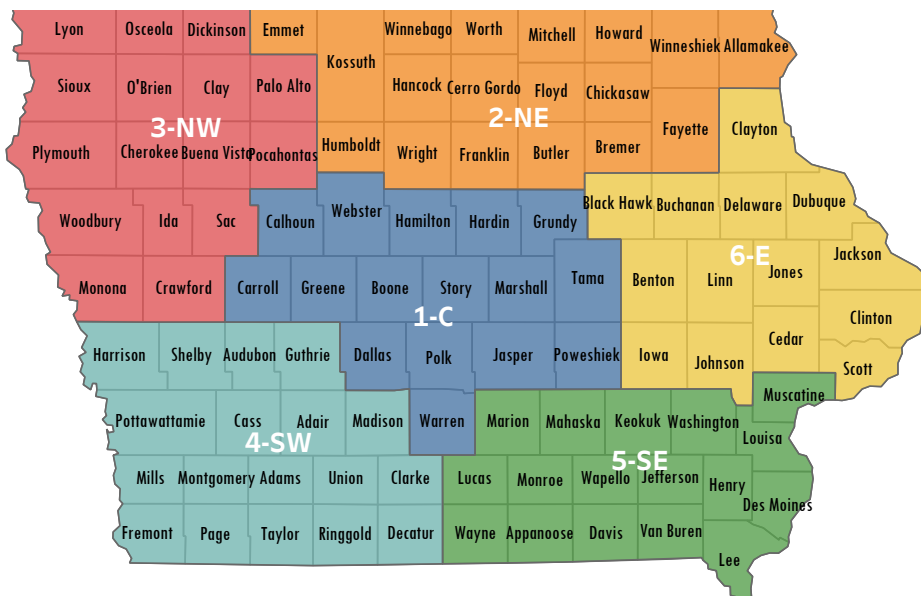 Lyon
Osceola
Dickinson
Emmet
Kossuth
Winnebago
Worth
Mitchell
Howard
Winneshiek
Allamakee
Sioux
O'Brien
Clay
Palo Alto
Hancock
Cerro Gordo
Floyd
Chickasaw
3-NW
2-NE
Fayette
Clayton
Plymouth
Cherokee
Buena Vista
Pocahontas
Humboldt
Wright
Franklin
Butler
Bremer
Woodbury
Ida
Sac
Calhoun
Webster
Hamilton
Hardin
Grundy
Black Hawk
Buchanan
Delaware
Dubuque
6-E
Monona
Crawford
Carroll
Greene
Boone
Story
Marshall
Tama
Benton
Linn
Jones
Jackson
1-C
Clinton
Harrison
Shelby
Audubon
Guthrie
Dallas
Polk
Jasper
Poweshiek
Iowa
Johnson
Cedar
Scott
Muscatine
Pottawattamie
Cass
Adair
Madison
Warren
Marion
Mahaska
Keokuk
Washington
Louisa
4-SW
5-SE
Mills
Montgomery
Adams
Union
Clarke
Lucas
Monroe
Wapello
Jefferson
Henry
Des Moines
Fremont
Page
Taylor
Ringgold
Decatur
Wayne
Appanoose
Davis
Van Buren
Lee